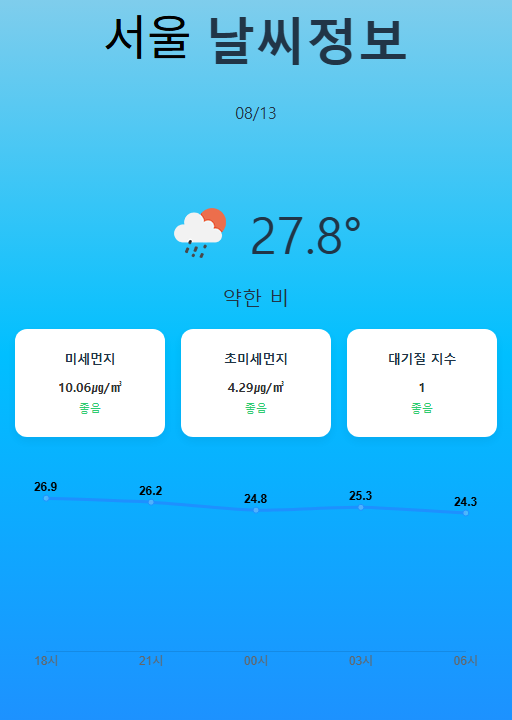 서울 날씨정보
08/13
27.8°
약한 비
미세먼지 초미세먼지 대기질 지수
10.06㎍/㎥ 4.29㎍/㎥ 1
좋음 좋음 좋음
26.9 26.2 24.8 25.3 24.3
18시 21시 00시 03시 06시